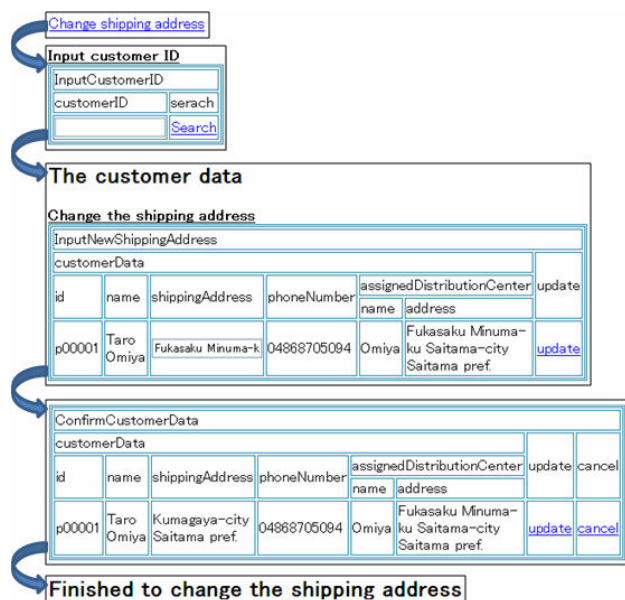 Change shipping address
Input customer ID
InputCustomerID
customerID serach
Search
The customer data
Change the shipping address
InputNewShippingAddress
customerData
id name shippingAddress phoneNumber assignedDistributionCenter update
name address
p00001 Taro Omiya Fukasaku Minuma-k 04868705094 Omiya Fukasaku Minuma-ku Saitama-city Saitama pref. update
ConfirmCustomerData
customerData
id name shippingAddress phoneNumber assignedDistributionCenter update cancel
name address
p00001 Taro Omiya Kumagaya-city Saitama pref. 04868705094 Omiya Fukasaku Minuma-ku Saitama-city Saitama pref. update cancel
Finished to change the shipping address